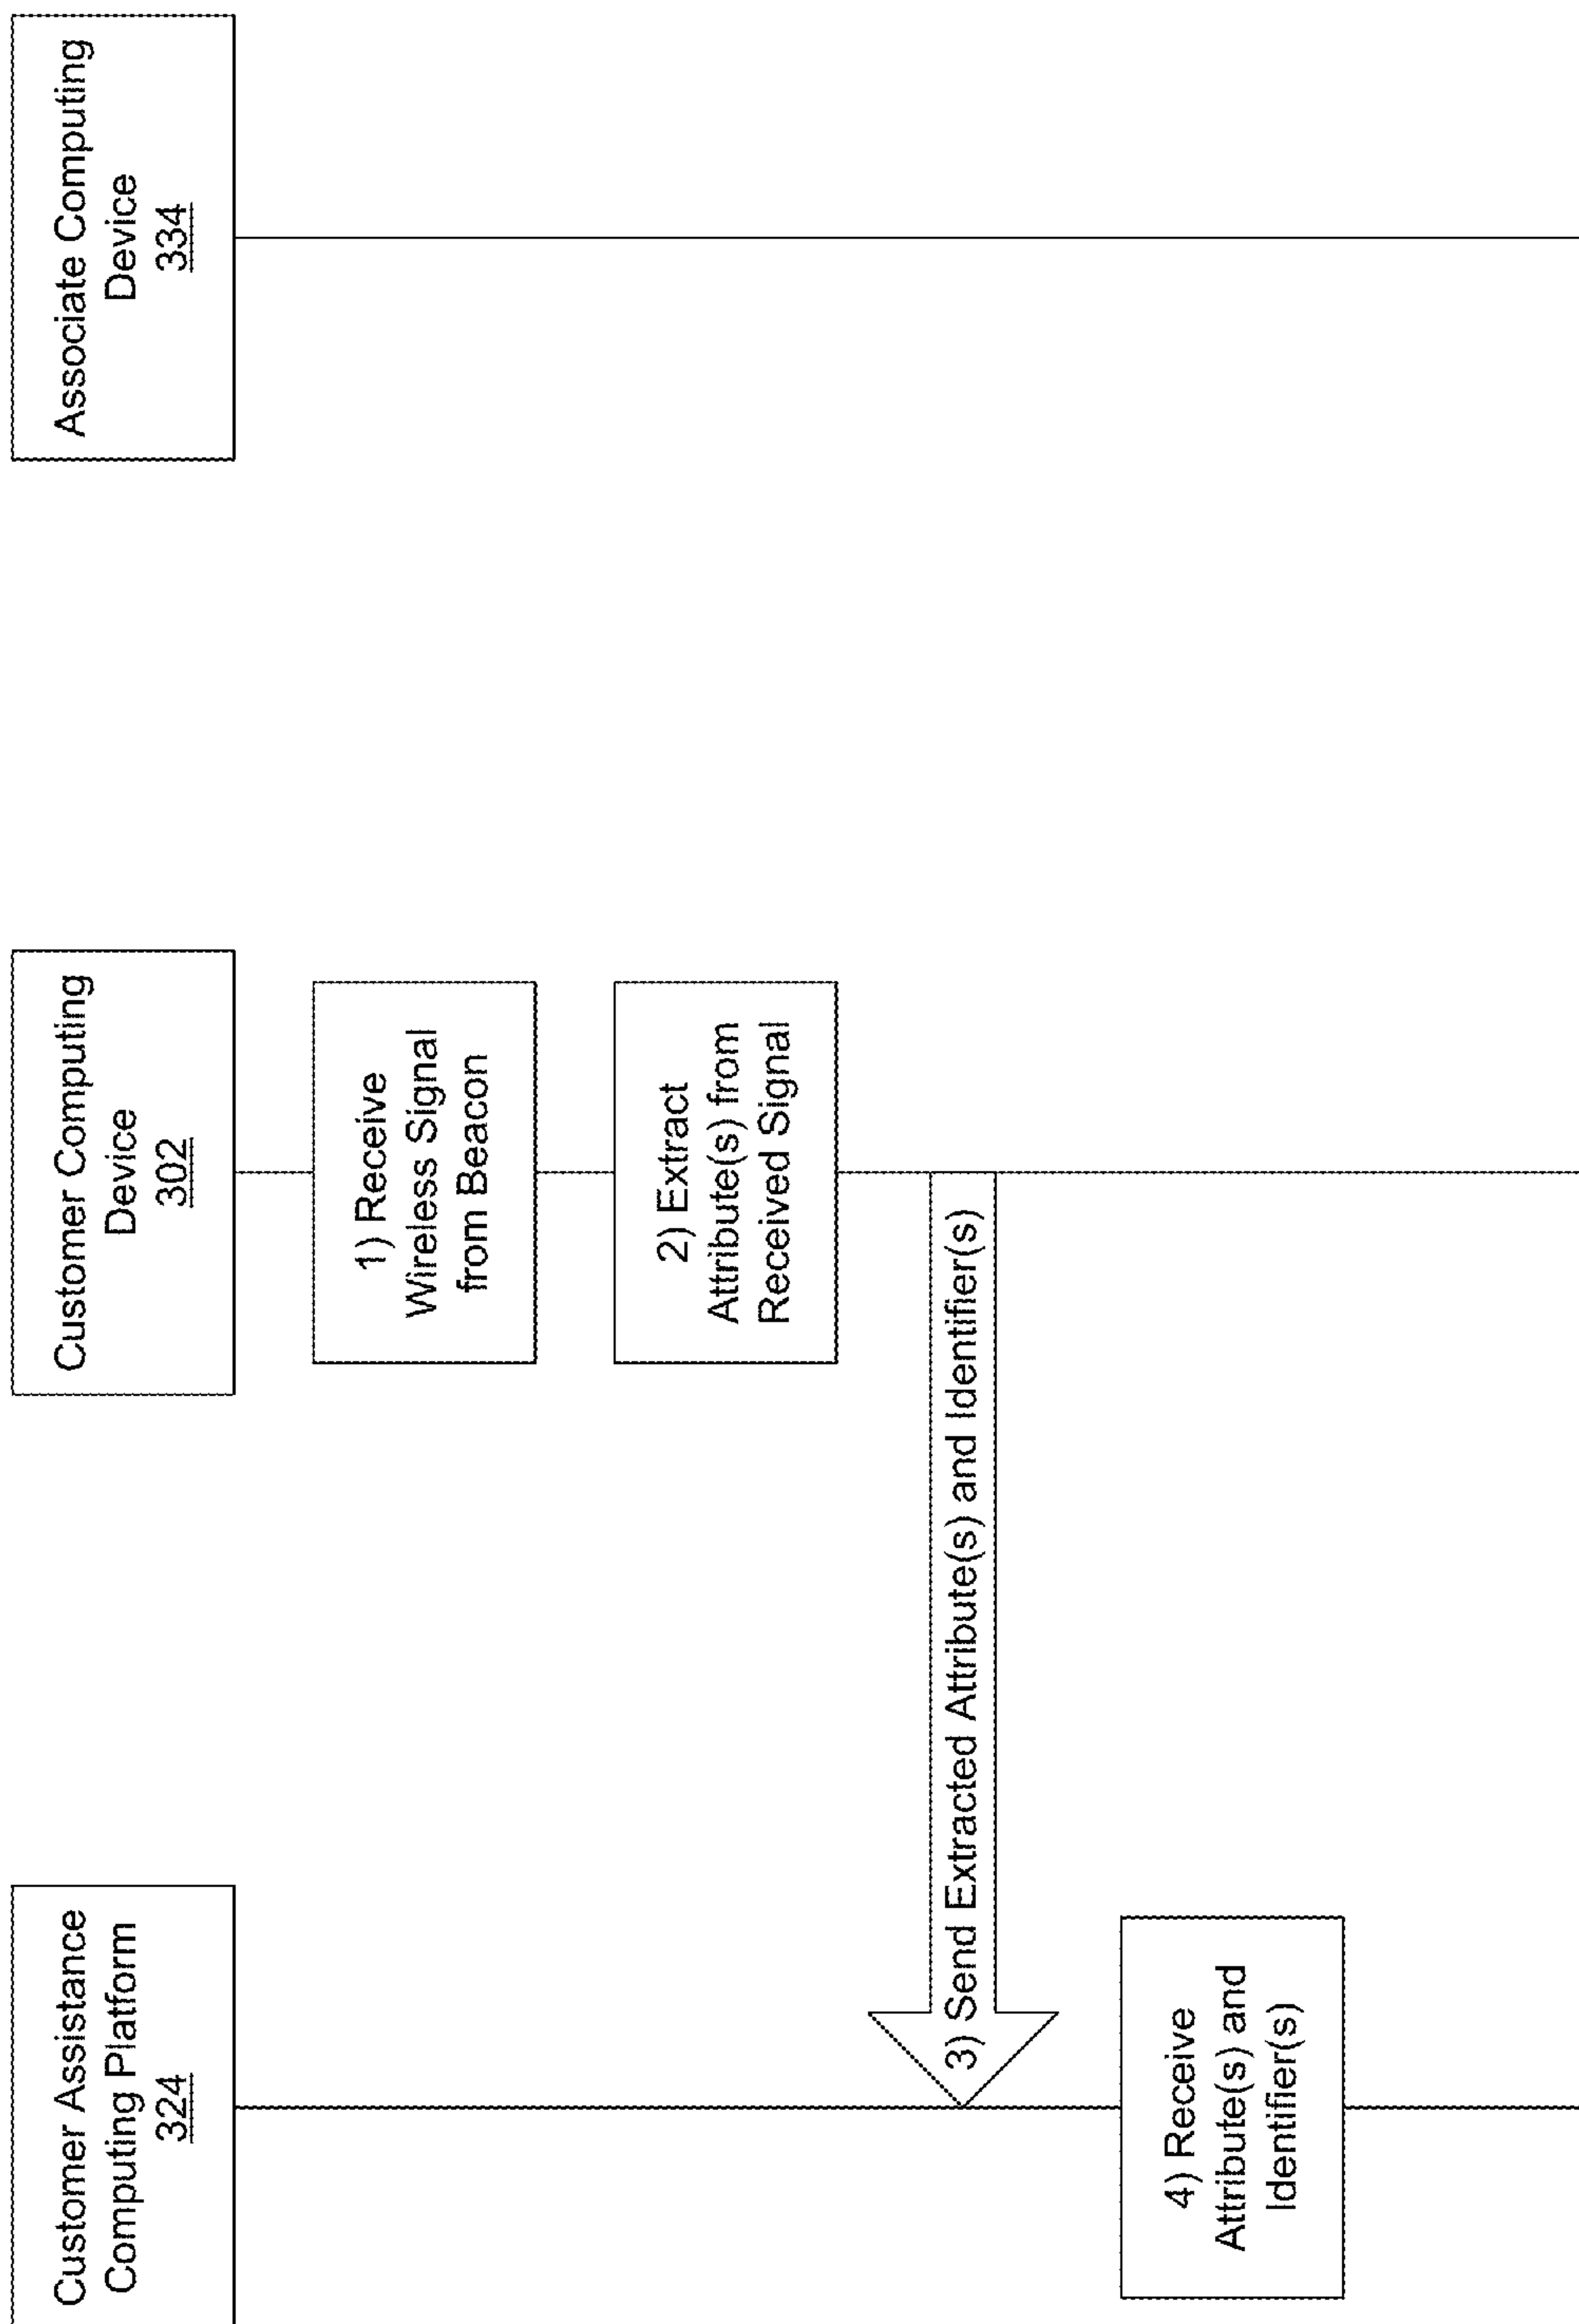 Customer Assistance
Computing Platform
324
Customer Computing
Device
302
Associate Computing
Device
334
1) Receive
Wireless Signal
from Beacon
2) Extract
Attribute(s) from
Received Signal
3) Send Extracted Attribute(s) and Identifier(s)
4) Receive
Attribute(s) and
Identifier(s)